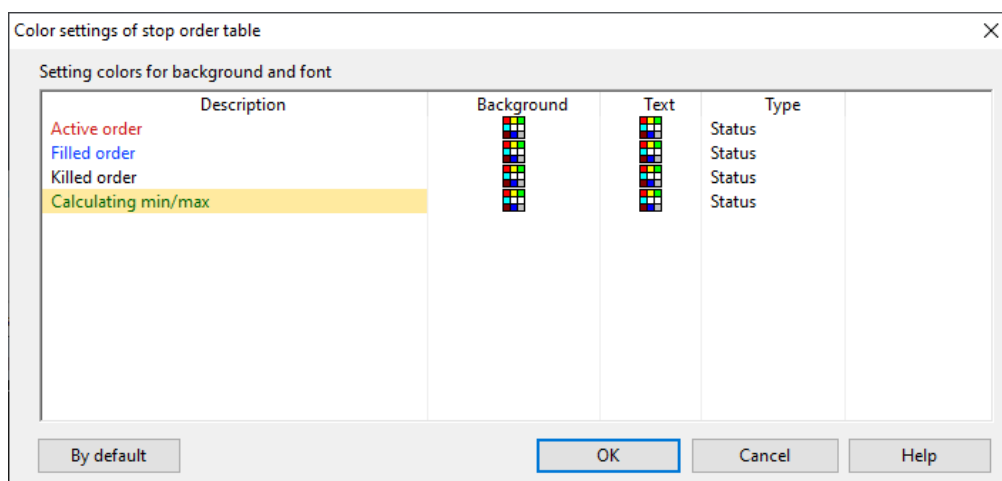 Color settings of stop order table
Setting colors for background and font
Description Background Text Type
Active order Status
Filled order Status
Killed order Status
Calculating min/max Status
By default OK Cancel Help